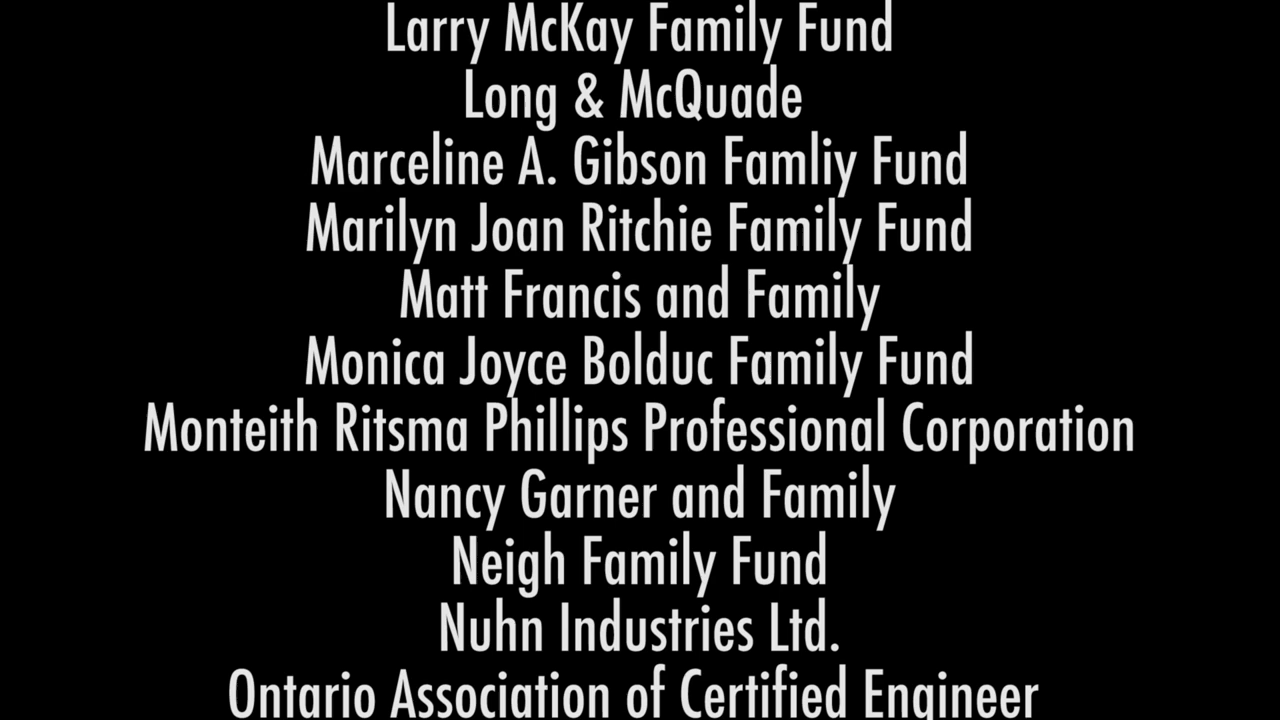 Larry McKay Family Fund
Long & McQuade
Marceline A. Gibson Famliy Fund
Marilyn Joan Ritchie Family Fund
Matt Francis and Family
Monica Joyce Bolduc Family Fund
Monteith Ritsma Phillips Professional Corporation
Nancy Garner and Family
Neigh Family Fund
Nuhn Industries Ltd.
Ontario Association of Certified Engineer